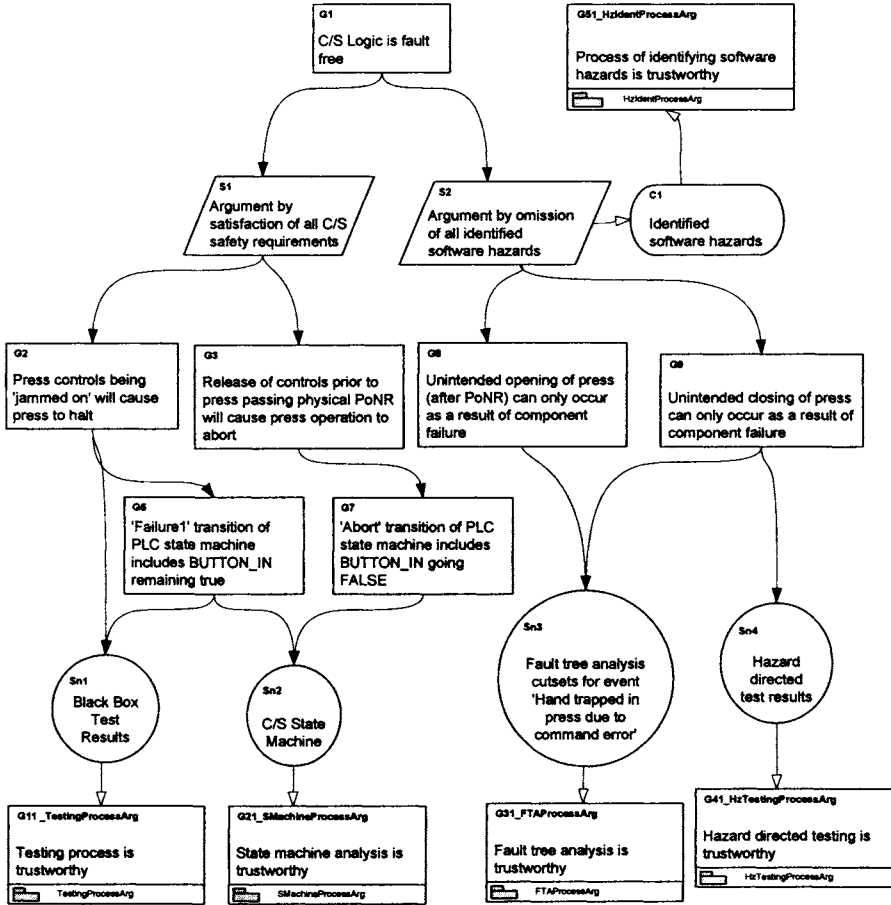 G1
C/S Logic is fault
free
G51_HzIdentProcessArg
Process of identifying software
hazards is trustworthy
HzIdentProcessArg
S1
Argument by
satisfaction of all C/S
safety requirements
S2
Argument by omission
of all identified
software hazards
C1
Identified
software hazards
G2
Press controls being
'jammed on' will cause
press to halt
G3
Release of controls prior to
press passing physical PoNR
will cause press operation to
abort
G8
Unintended opening of press
(after PoNR) can only occur
as a result of component
failure
G9
Unintended closing of press
can only occur as a result of
component failure
G5
'Failure1' transition of
PLC state machine
includes BUTTON_IN
remaining true
G7
'Abort' transition of PLC
state machine includes
BUTTON_IN going
FALSE
Sn1
Black Box
Test
Results
Sn2
C/S State
Machine
Sn3
Fault tree analysis
cutsets for event
'Hand trapped in
press due to
command error'
Sn4
Hazard
directed
test results
G11_TestingProcessArg
Testing process is
trustworthy
TestingProcessArg
G21_SMachineProcessArg
State machine analysis is
trustworthy
SMachineProcessArg
G31_FTAProcessArg
Fault tree analysis is
trustworthy
FTAProcessArg
G41_HzTestingProcessArg
Hazard directed testing is
trustworthy
HzTestingProcessArg